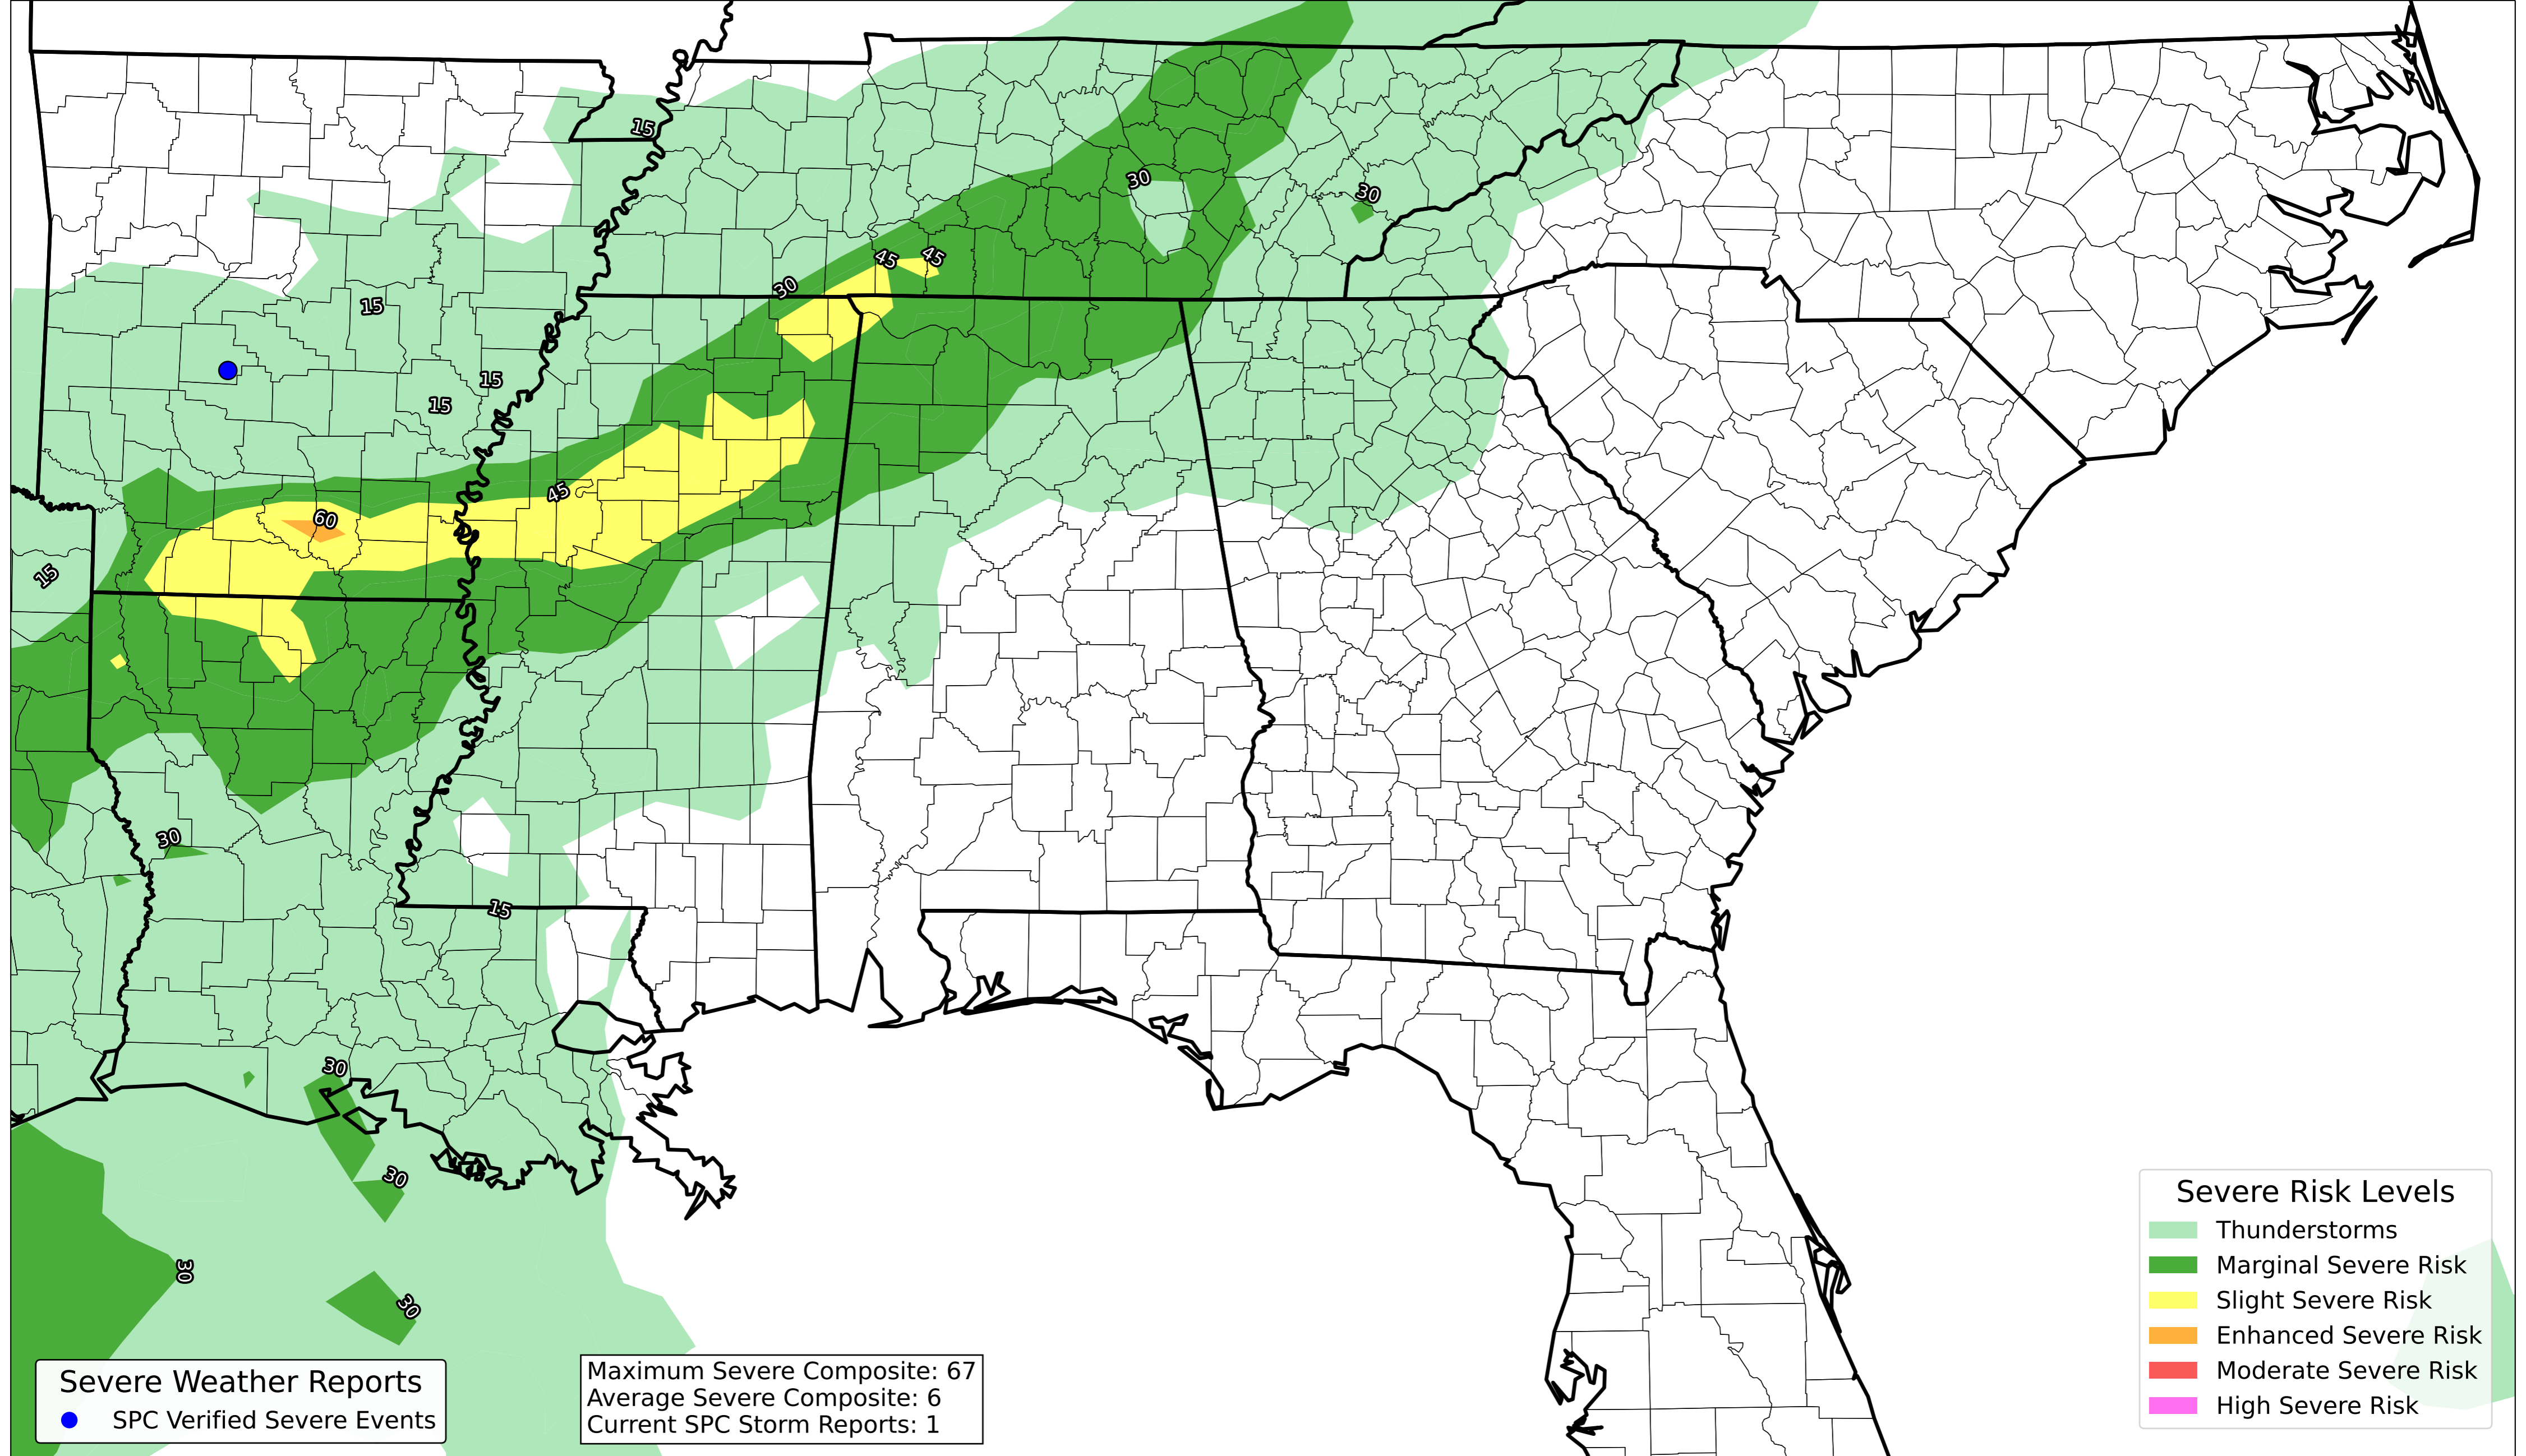 15
30
30
45
45
30
15
15
15
45
60
15
30
15
30
30
30
30
Severe Risk Levels
Thunderstorms
Marginal Severe Risk
Slight Severe Risk
Enhanced Severe Risk
Moderate Severe Risk
High Severe Risk
Severe Weather Reports
SPC Verified Severe Events
Maximum Severe Composite: 67
Average Severe Composite: 6
Current SPC Storm Reports: 1